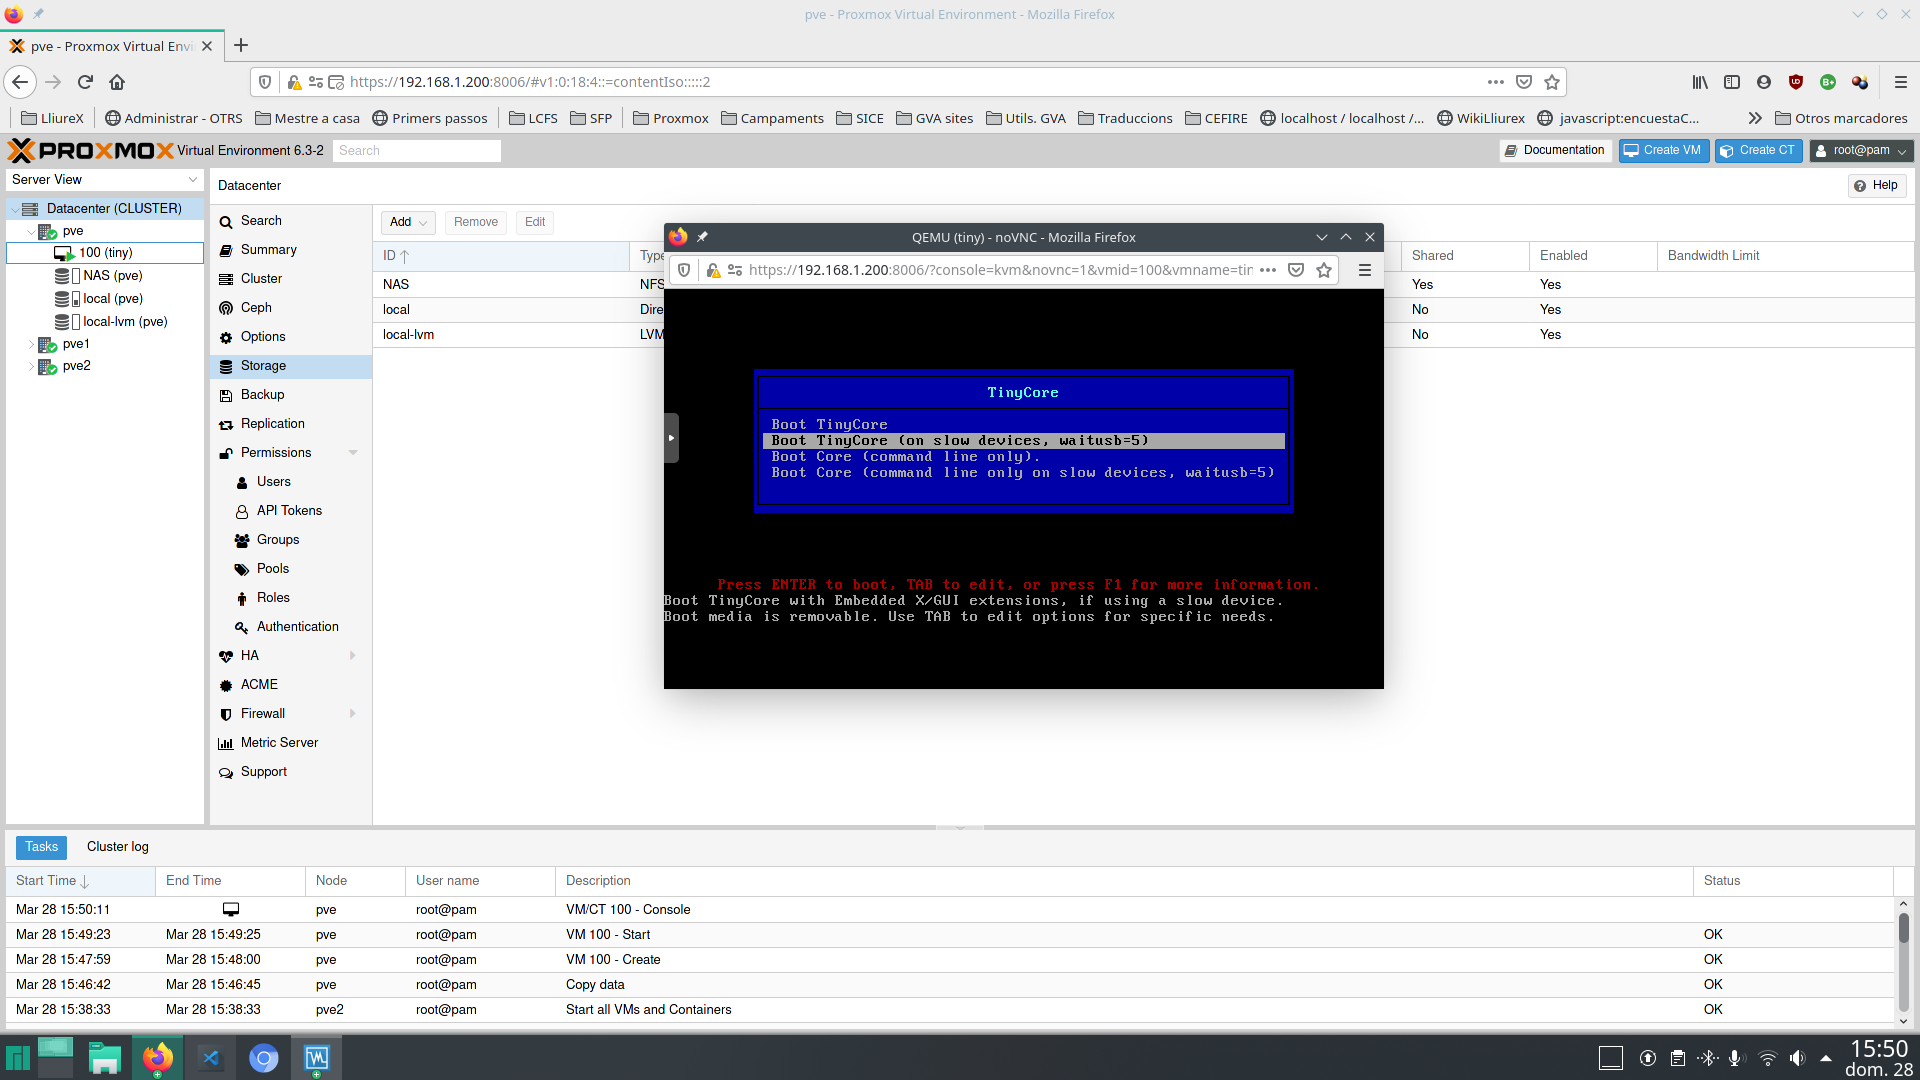 pve - Proxmox Virtual Environment - Mozilla Firefox
pve - Proxmox Virtual Envi
https://192.168.1.200:8006/#v1:0:18:4::=contentIso:::::2
LliureX Administrar - OTRS Mestre a casa Primers passos LCFS SFP Proxmox Campaments SICE GVA sites Utils. GVA Traduccions CEFIRE localhost / localhost /... WikiLliurex javascript:encuestaC... Otros marcadores
PROXMOX Virtual Environment 6.3-2 Search Documentation Create VM Create CT root@pam
Server View
Datacenter Help
Datacenter (CLUSTER)
pve
100 (tiny)
NAS (pve)
local (pve)
local-lvm (pve)
pve1
pve2
Search
Summary
Cluster
Ceph
Options
Storage
Backup
Replication
Permissions
Users
API Tokens
Groups
Pools
Roles
Authentication
HA
ACME
Firewall
Metric Server
Support
Add Remove Edit
ID Type Shared Enabled Bandwidth Limit
NAS NFS Yes Yes
local Dire No Yes
local-lvm LVM No Yes
QEMU (tiny) - noVNC - Mozilla Firefox
https://192.168.1.200:8006/?console=kvm&novnc=1&vmid=100&vmname=tin
TinyCore
Boot TinyCore
Boot TinyCore (on slow devices, waitusb=5)
Boot Core (command line only).
Boot Core (command line only on slow devices, waitusb=5)
Press ENTER to boot, TAB to edit, or press F1 for more information.
Boot TinyCore with Embedded X/GUI extensions, if using a slow device.
Boot media is removable. Use TAB to edit options for specific needs.
Tasks Cluster log
Start Time End Time Node User name Description Status
Mar 28 15:50:11 pve root@pam VM/CT 100 - Console
Mar 28 15:49:23 Mar 28 15:49:25 pve root@pam VM 100 - Start OK
Mar 28 15:47:59 Mar 28 15:48:00 pve root@pam VM 100 - Create OK
Mar 28 15:46:42 Mar 28 15:46:45 pve root@pam Copy data OK
Mar 28 15:38:33 Mar 28 15:38:33 pve2 root@pam Start all VMs and Containers OK
15:50
dom. 28